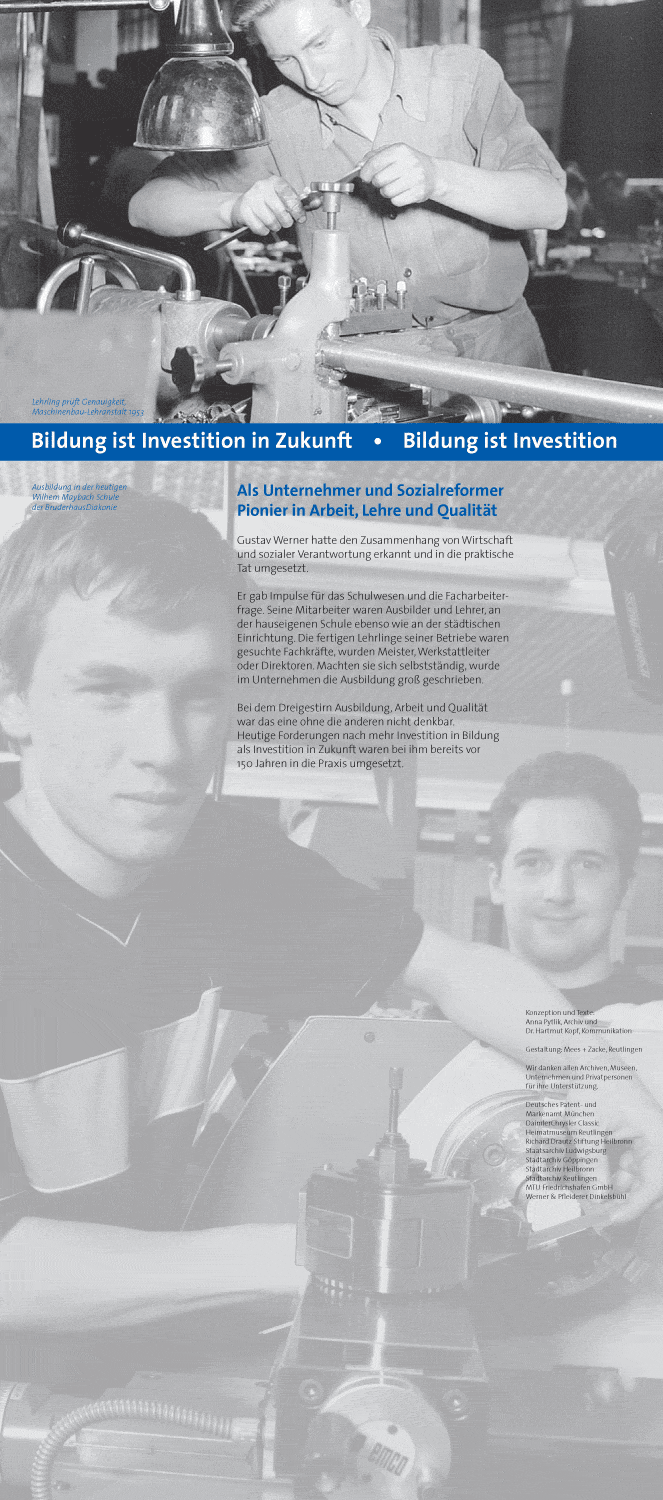 Lehrling prüft Genauigkeit,
Maschinenbau-Lehranstalt 1953
Bildung ist Investition in Zukunft • Bildung ist Investition
Ausbildung in der heutigen
Wilhem Maybach Schule
der BruderhausDiakonie
Als Unternehmer und Sozialreformer
Pionier in Arbeit, Lehre und Qualität
Gustav Werner hatte den Zusammenhang von Wirtschaft
und sozialer Verantwortung erkannt und in die praktische
Tat umgesetzt.
Er gab Impulse für das Schulwesen und die Facharbeiter-
frage. Seine Mitarbeiter waren Ausbilder und Lehrer, an
der hauseigenen Schule ebenso wie an der städtischen
Einrichtung. Die fertigen Lehrlinge seiner Betriebe waren
gesuchte Fachkräfte, wurden Meister, Werkstattleiter
oder Direktoren. Machten sie sich selbstständig, wurde
im Unternehmen die Ausbildung groß geschrieben.
Bei dem Dreigestirn Ausbildung, Arbeit und Qualität
war das eine ohne die anderen nicht denkbar.
Heutige Forderungen nach mehr Investition in Bildung
als Investition in Zukunft waren bei ihm bereits vor
150 Jahren in die Praxis umgesetzt.
Konzeption und Texte:
Anna Pytlik, Archiv und
Dr. Hartmut Kopf, Kommunikation
Gestaltung: Mees + Zacke, Reutlingen
Wir danken allen Archiven, Museen,
Unternehmen und Privatpersonen
für ihre Unterstützung.
Deutsches Patent- und
Markenamt München
DaimlerChrysler Classic
Heimatmuseum Reutlingen
Richard Drautz Stiftung Heilbronn
Staatsarchiv Ludwigsburg
Stadtarchiv Göppingen
Stadtarchiv Heilbronn
Stadtarchiv Reutlingen
MTU Friedrichshafen GmbH
Werner & Pfleiderer Dinkelsbühl
emco